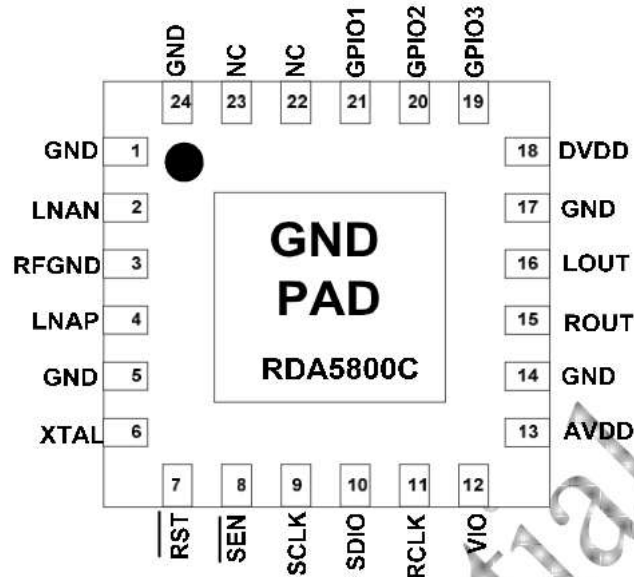 GND
NC
NC
GPIO1
GPIO2
GPIO3
24
23
22
21
20
19
GND 1
18 DVDD
LNAN 2
17 GND
RFGND 3
16 LOUT
LNAP 4
15 ROUT
GND 5
14 GND
XTAL 6
13 AVDD
GND
PAD
RDA5800C
7
8
9
10
11
12
RST
SEN
SCLK
SDIO
RCLK
VIO